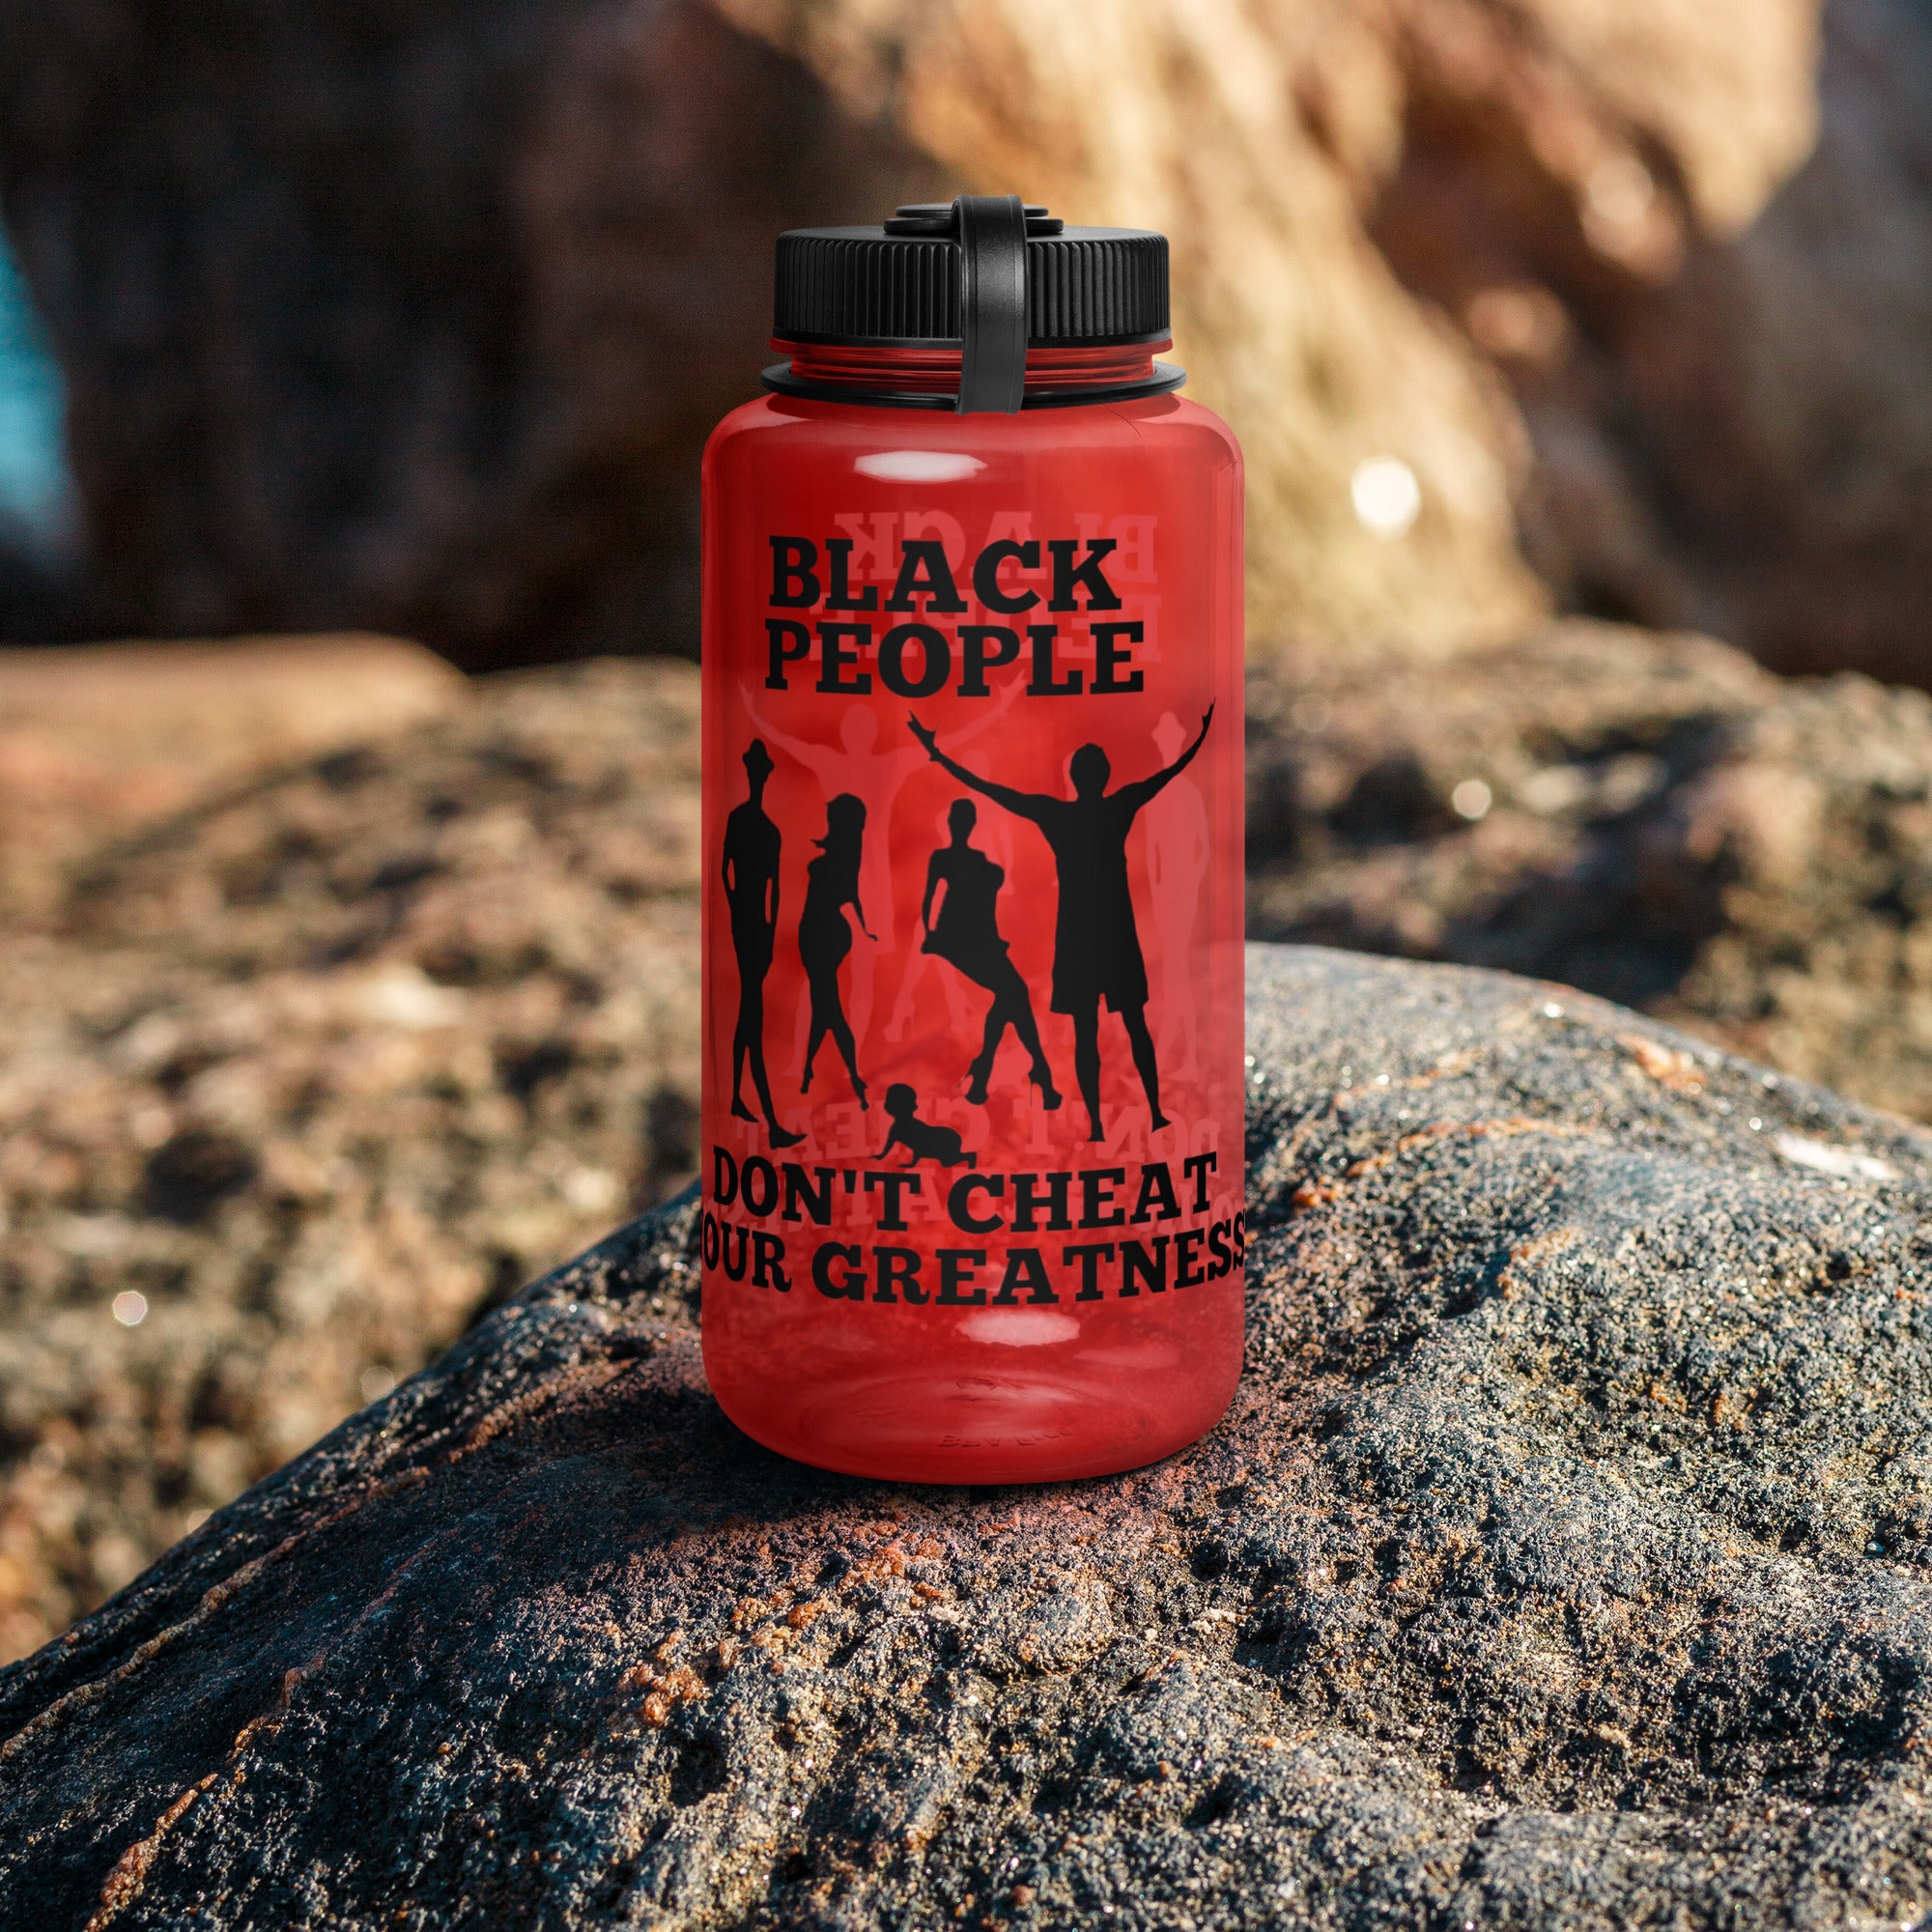 BLACK
PEOPLE
DON'T CHEAT
OUR GREATNESS